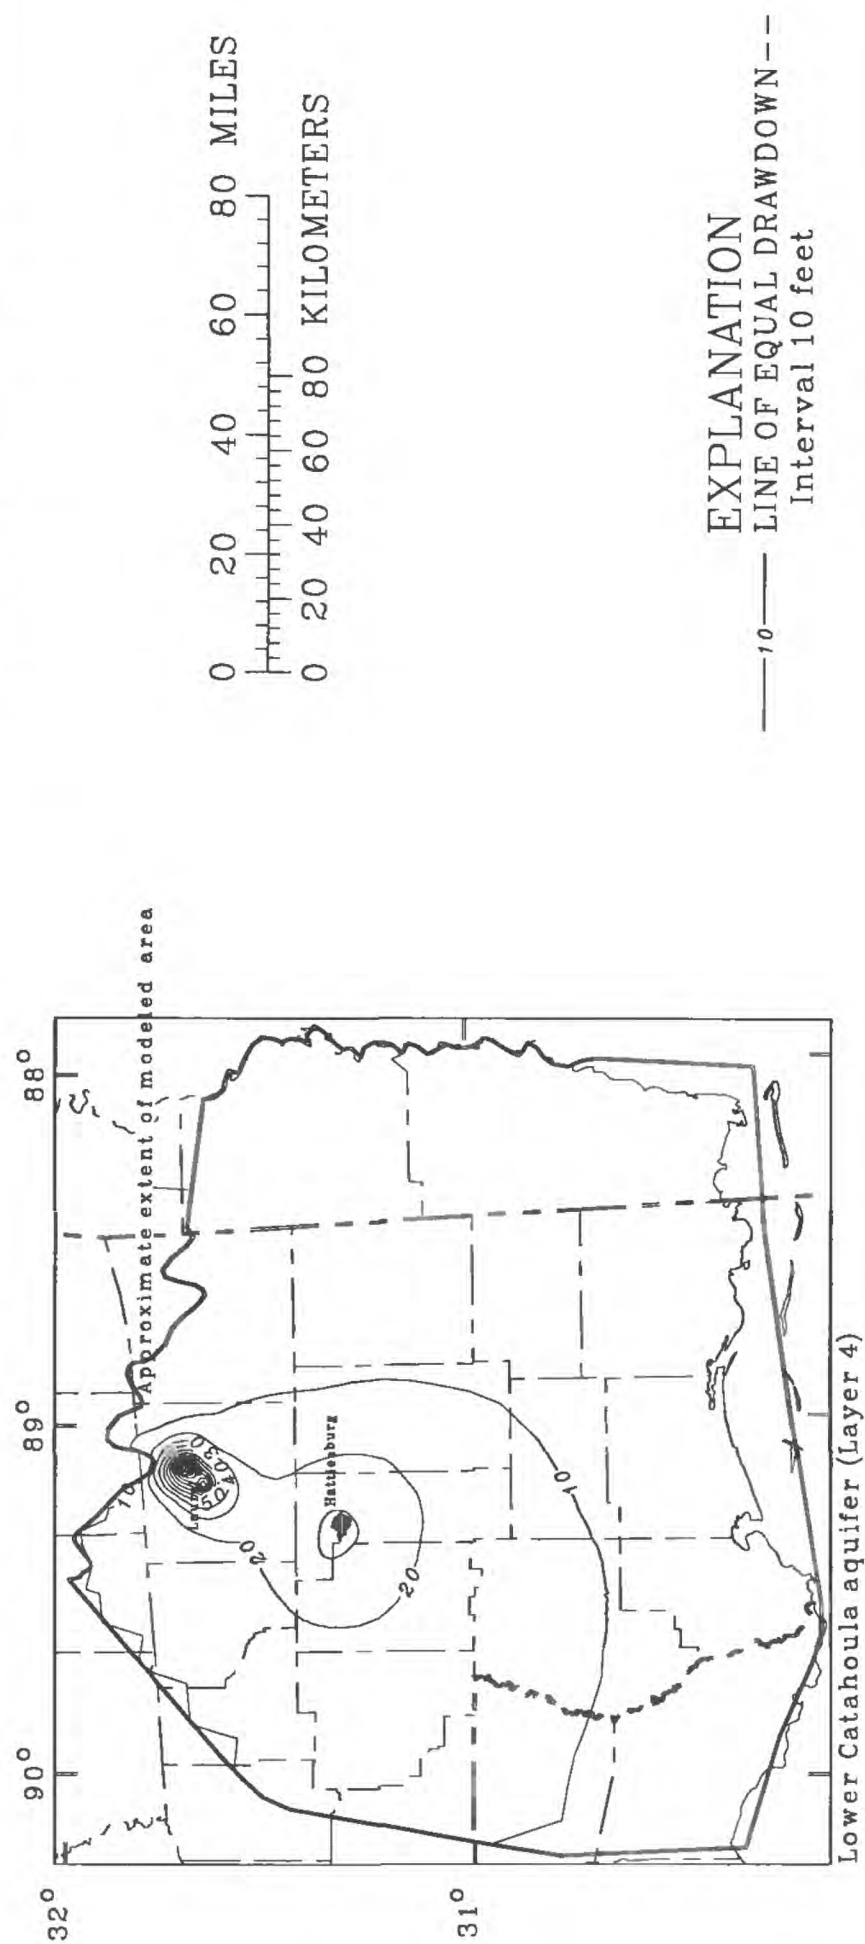 32°
31°
90°
89°
88°
Approximate extent of modeled area
10
50
40
30
20
Hattiesburg
20
10
Lower Catahoula aquifer (Layer 4)
0 20 40 60 80 MILES
0 20 40 60 80 KILOMETERS
EXPLANATION
10 LINE OF EQUAL DRAWDOWN--
Interval 10 feet